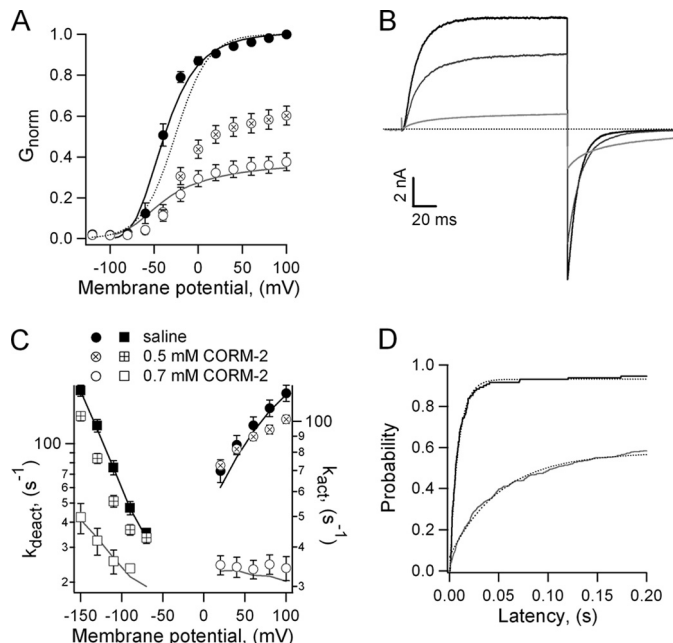 A
G_norm
1.0
0.8
0.6
0.4
0.2
0.0
-100 -50 0 50 100
Membrane potential, (mV)
B
2 nA
20 ms
C
saline
0.5 mM CORM-2
0.7 mM CORM-2
k_deact, (s⁻¹)
100
6
5
4
3
2
k_act, (s⁻¹)
100
9
8
7
6
5
4
3
-150 -100 -50 0 50 100
Membrane potential, (mV)
D
Probability
1.0
0.8
0.6
0.4
0.2
0.0
0.00 0.05 0.10 0.15 0.20
Latency, (s)